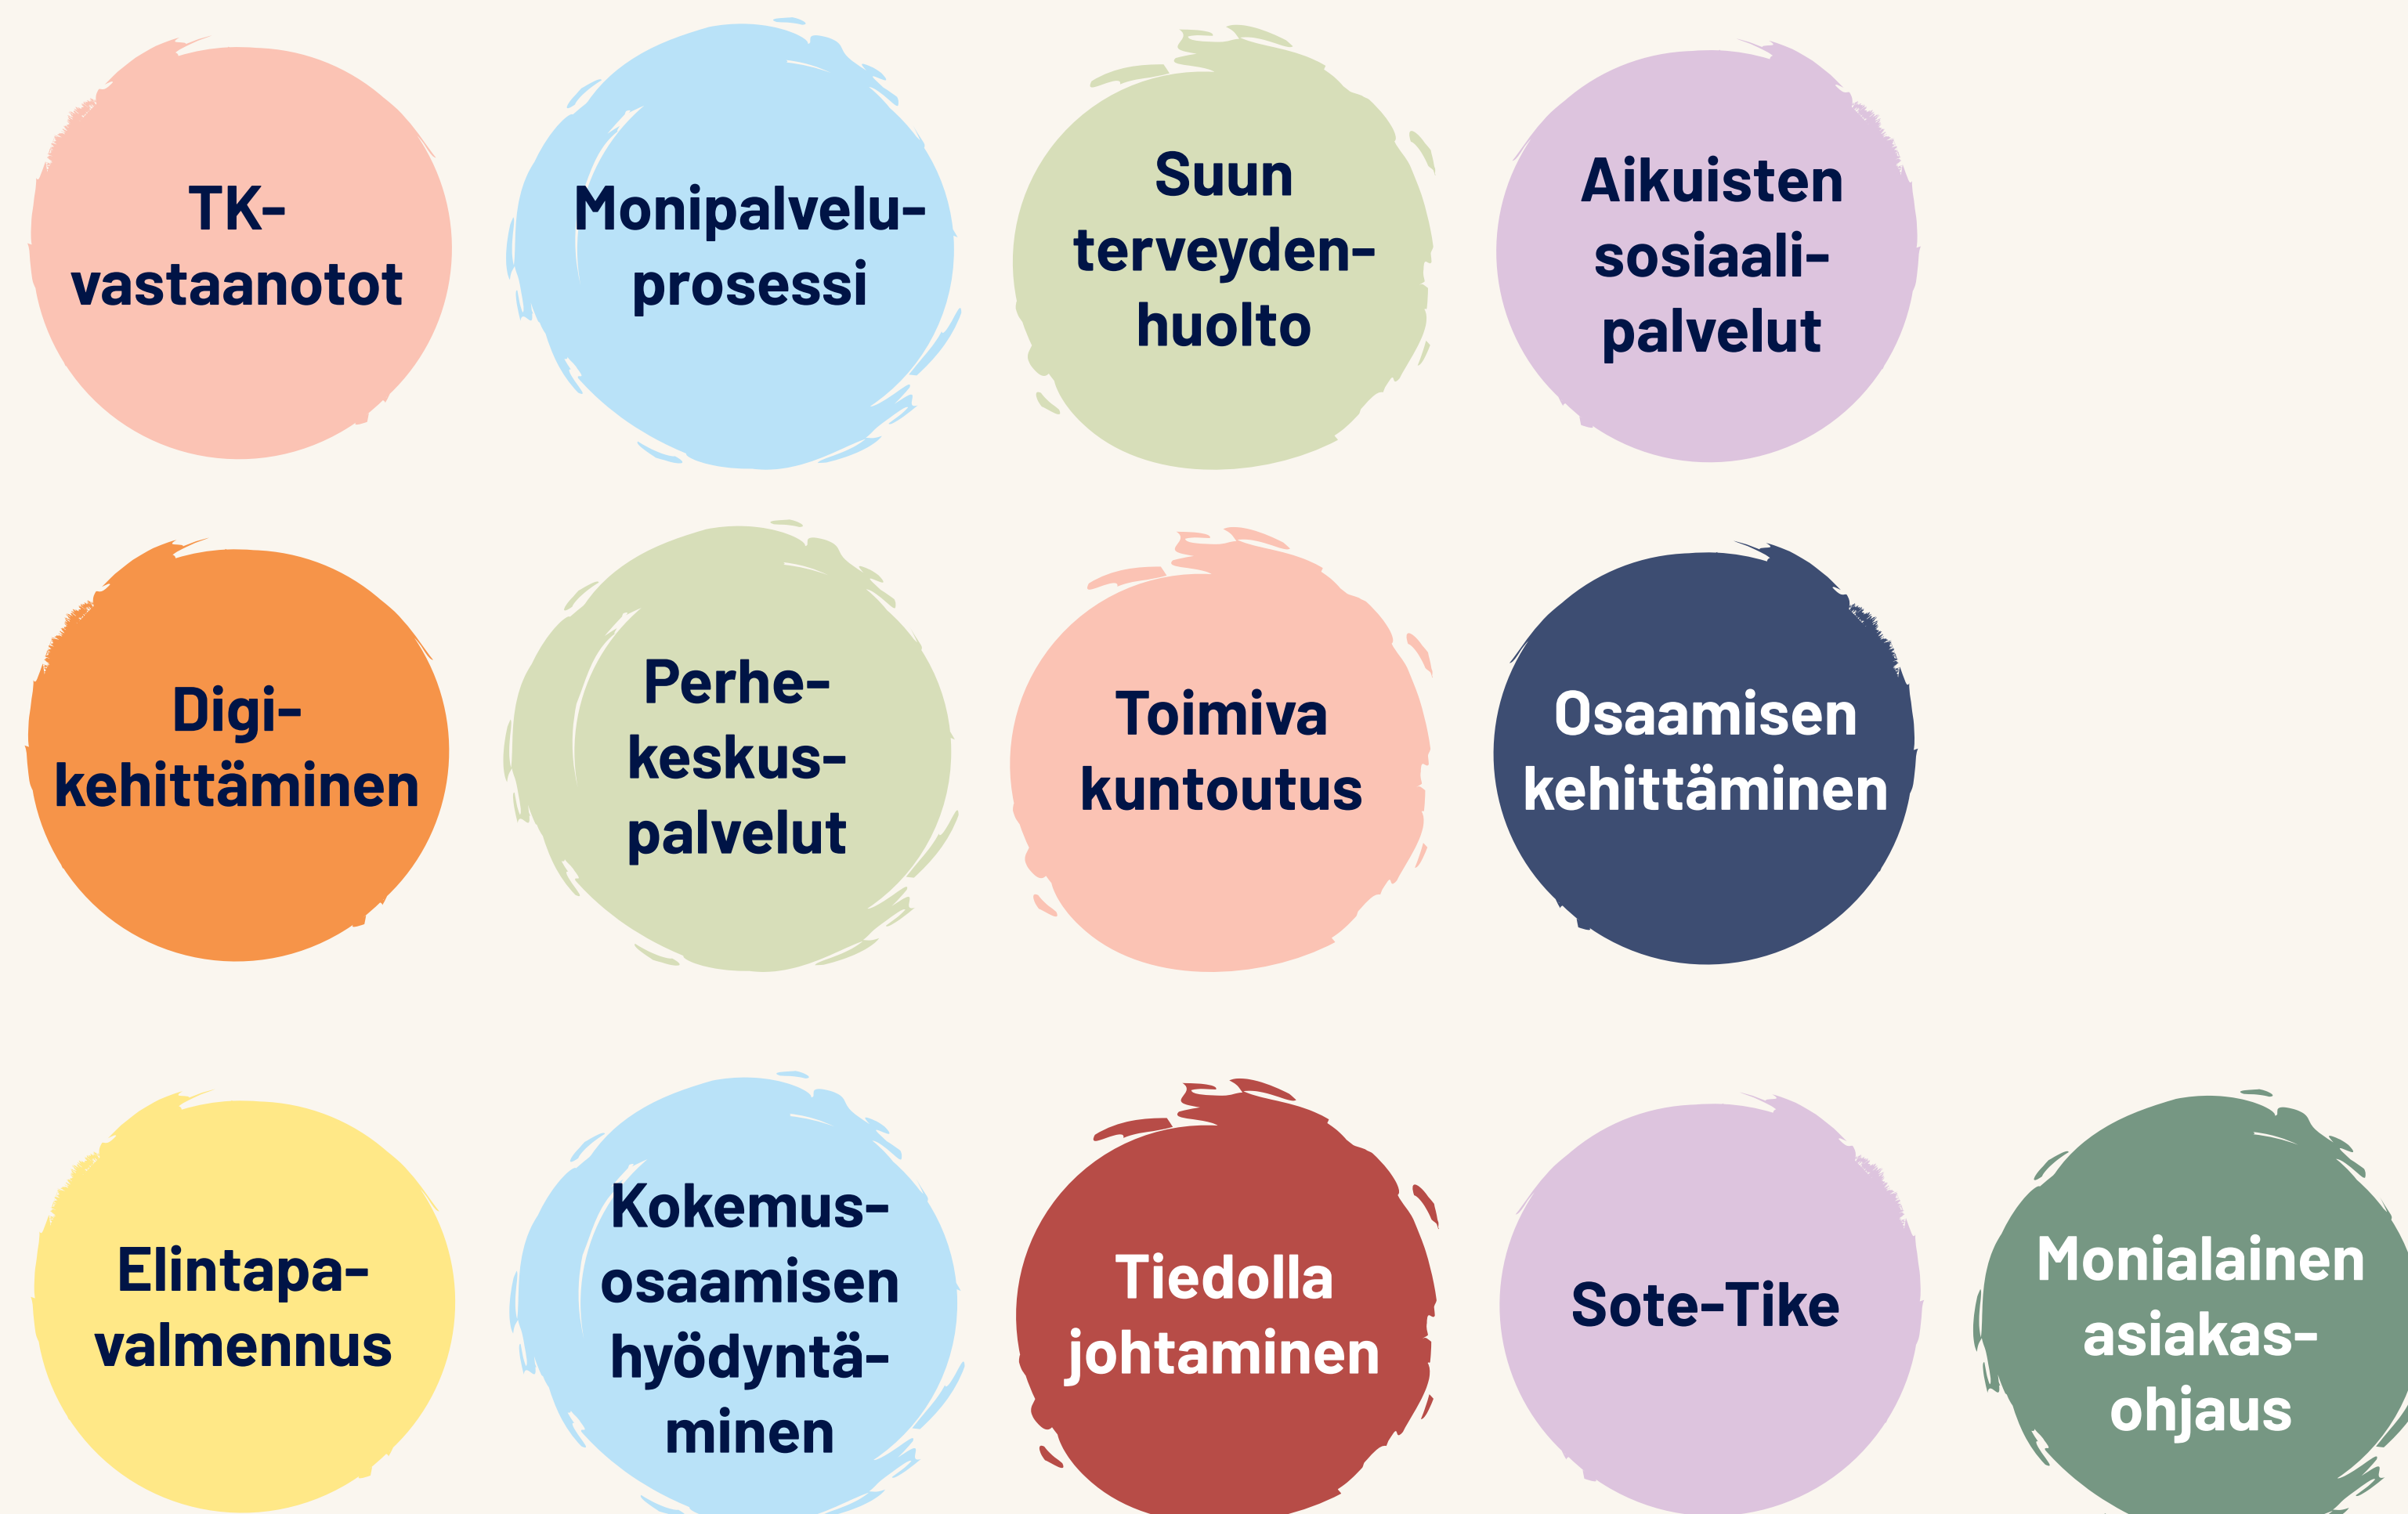 TK-
vastaanotot
Monipalvelu-
prosessi
Suun
terveyden-
huolto
Aikuisten
sosiaali-
palvelut
Digi-
kehittäminen
Perhe-
keskus-
palvelut
Toimiva
kuntoutus
Osaamisen
kehittäminen
Elintapa-
valmennus
Kokemus-
osaamisen
hyödyntä-
minen
Tiedolla
johtaminen
Sote-Tike
Monialainen
asiakas-
ohjaus